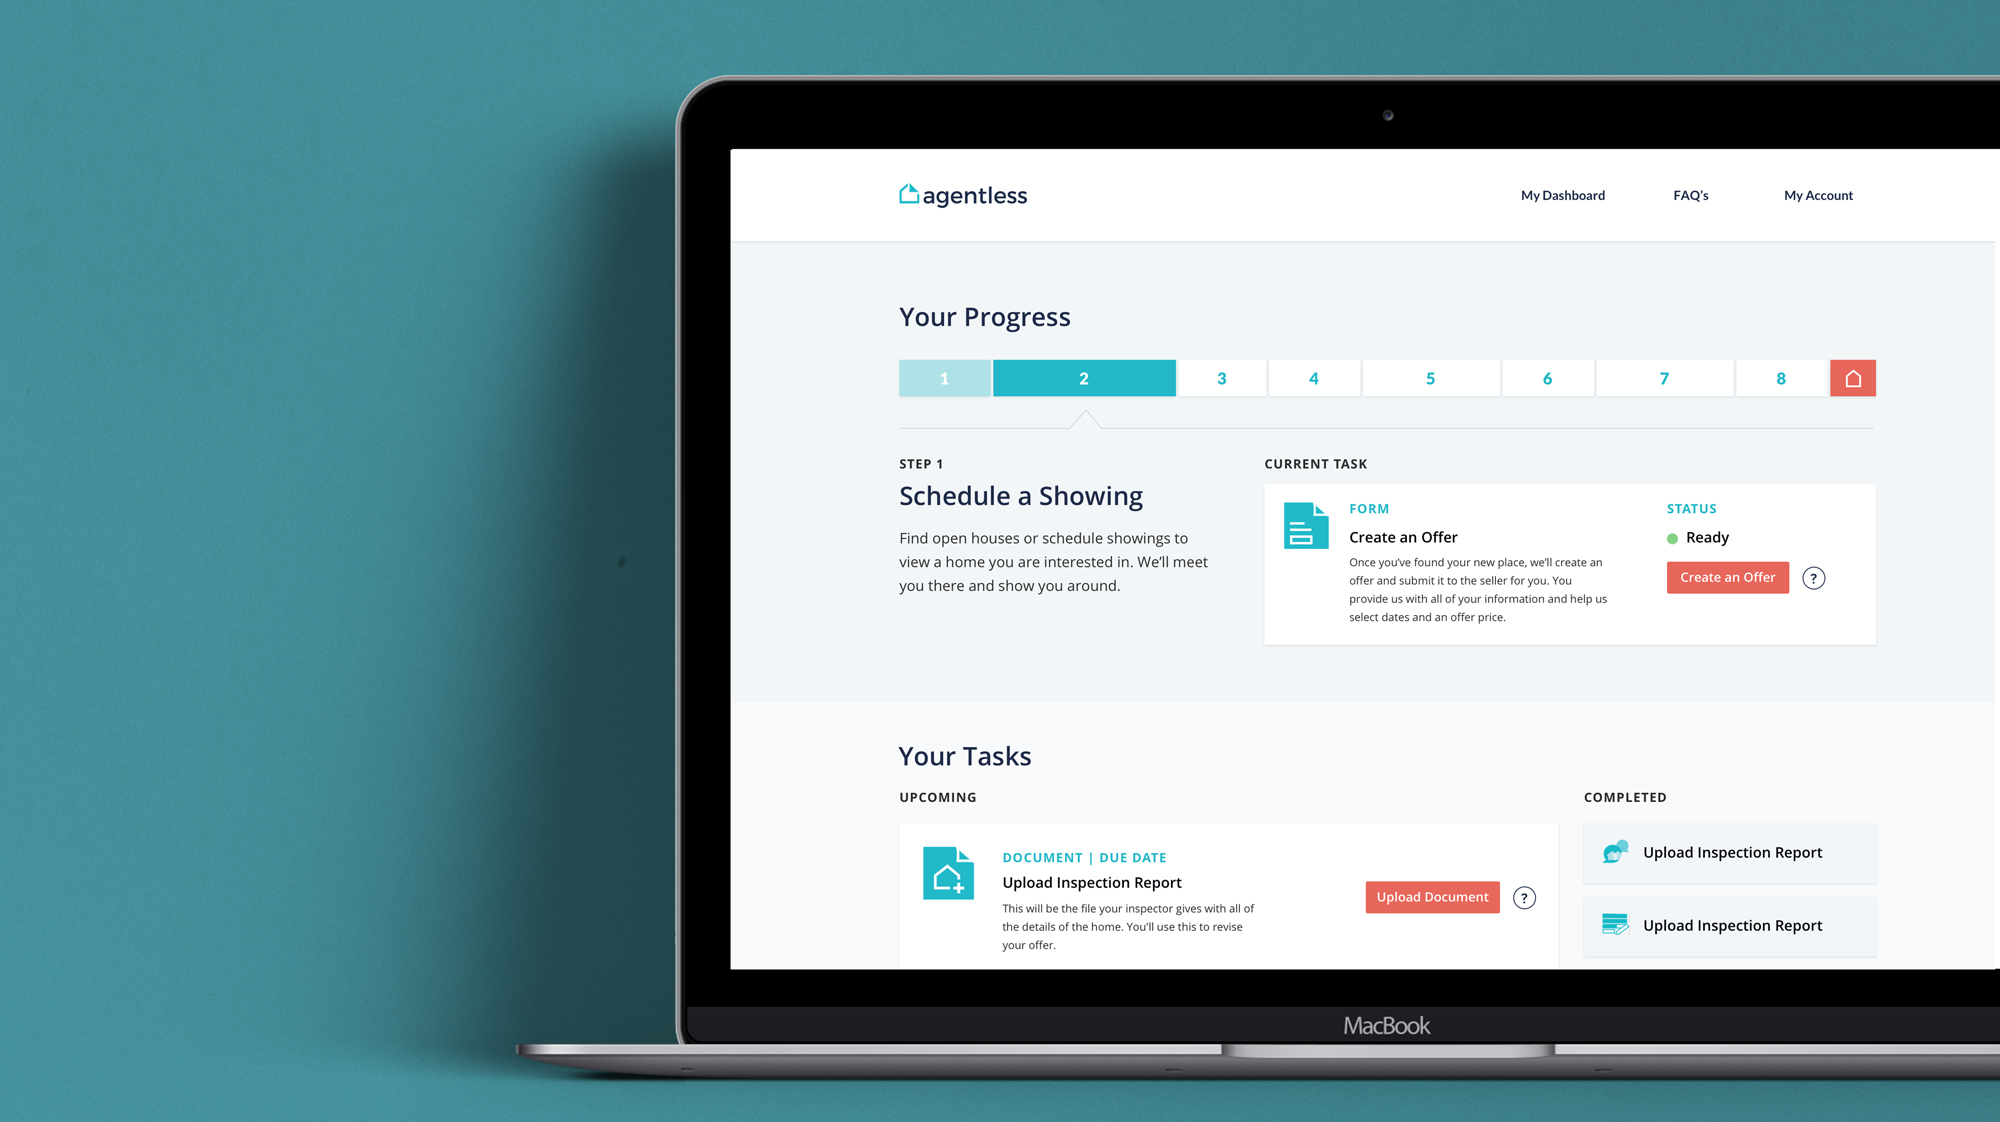 agentless
My Dashboard
FAQ's
My Account
Your Progress
1
2
3
4
5
6
7
8
STEP 1
Schedule a Showing
Find open houses or schedule showings to
view a home you are interested in. We'll meet
you there and show you around.
CURRENT TASK
FORM
Create an Offer
Once you've found your new place, we'll create an
offer and submit it to the seller for you. You
provide us with all of your information and help us
select dates and an offer price.
STATUS
Ready
Create an Offer
?
Your Tasks
UPCOMING
DOCUMENT | DUE DATE
Upload Inspection Report
This will be the file your inspector gives with all of
the details of the home. You'll use this to revise
your offer.
Upload Document
?
COMPLETED
Upload Inspection Report
Upload Inspection Report
MacBook